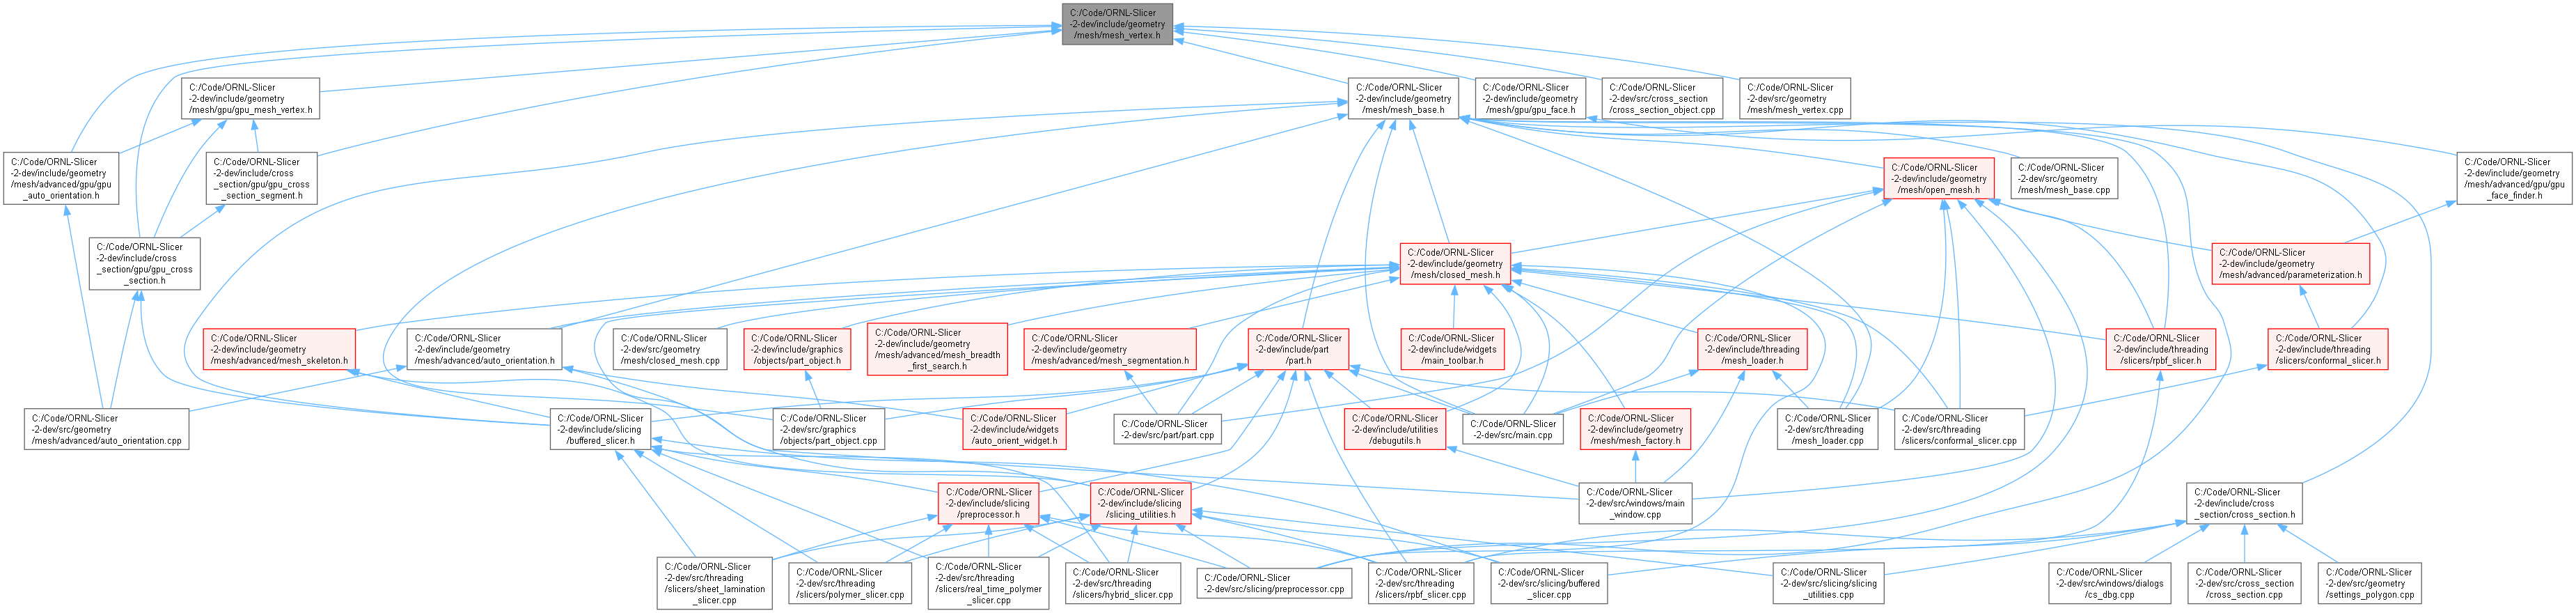 C:/Code/ORNL-Slicer
-2-dev/include/geometry
/mesh/mesh_vertex.h
C:/Code/ORNL-Slicer
-2-dev/include/geometry
/mesh/gpu/gpu_mesh_vertex.h
C:/Code/ORNL-Slicer
-2-dev/include/geometry
/mesh/mesh_base.h
C:/Code/ORNL-Slicer
-2-dev/include/geometry
/mesh/gpu/gpu_face.h
C:/Code/ORNL-Slicer
-2-dev/src/cross_section
/cross_section_object.cpp
C:/Code/ORNL-Slicer
-2-dev/src/geometry
/mesh/mesh_vertex.cpp
C:/Code/ORNL-Slicer
-2-dev/include/geometry
/mesh/advanced/gpu/gpu
_auto_orientation.h
C:/Code/ORNL-Slicer
-2-dev/include/cross
_section/gpu/gpu_cross
_section_segment.h
C:/Code/ORNL-Slicer
-2-dev/include/geometry
/mesh/open_mesh.h
C:/Code/ORNL-Slicer
-2-dev/src/geometry
/mesh/mesh_base.cpp
C:/Code/ORNL-Slicer
-2-dev/include/geometry
/mesh/advanced/gpu/gpu
_face_finder.h
C:/Code/ORNL-Slicer
-2-dev/include/cross
_section/gpu/gpu_cross
_section.h
C:/Code/ORNL-Slicer
-2-dev/include/geometry
/mesh/closed_mesh.h
C:/Code/ORNL-Slicer
-2-dev/include/geometry
/mesh/advanced/parameterization.h
C:/Code/ORNL-Slicer
-2-dev/include/geometry
/mesh/advanced/mesh_skeleton.h
C:/Code/ORNL-Slicer
-2-dev/include/geometry
/mesh/advanced/auto_orientation.h
C:/Code/ORNL-Slicer
-2-dev/src/geometry
/mesh/closed_mesh.cpp
C:/Code/ORNL-Slicer
-2-dev/include/graphics
/objects/part_object.h
C:/Code/ORNL-Slicer
-2-dev/include/geometry
/mesh/advanced/mesh_breadth
_first_search.h
C:/Code/ORNL-Slicer
-2-dev/include/geometry
/mesh/advanced/mesh_segmentation.h
C:/Code/ORNL-Slicer
-2-dev/include/part
/part.h
C:/Code/ORNL-Slicer
-2-dev/include/widgets
/main_toolbar.h
C:/Code/ORNL-Slicer
-2-dev/include/threading
/mesh_loader.h
C:/Code/ORNL-Slicer
-2-dev/include/threading
/slicers/rpbf_slicer.h
C:/Code/ORNL-Slicer
-2-dev/include/threading
/slicers/conformal_slicer.h
C:/Code/ORNL-Slicer
-2-dev/src/geometry
/mesh/advanced/auto_orientation.cpp
C:/Code/ORNL-Slicer
-2-dev/include/slicing
/buffered_slicer.h
C:/Code/ORNL-Slicer
-2-dev/src/graphics
/objects/part_object.cpp
C:/Code/ORNL-Slicer
-2-dev/include/widgets
/auto_orient_widget.h
C:/Code/ORNL-Slicer
-2-dev/src/part/part.cpp
C:/Code/ORNL-Slicer
-2-dev/include/utilities
/debugutils.h
C:/Code/ORNL-Slicer
-2-dev/src/main.cpp
C:/Code/ORNL-Slicer
-2-dev/include/geometry
/mesh/mesh_factory.h
C:/Code/ORNL-Slicer
-2-dev/src/threading
/mesh_loader.cpp
C:/Code/ORNL-Slicer
-2-dev/src/threading
/slicers/conformal_slicer.cpp
C:/Code/ORNL-Slicer
-2-dev/include/slicing
/preprocessor.h
C:/Code/ORNL-Slicer
-2-dev/include/slicing
/slicing_utilities.h
C:/Code/ORNL-Slicer
-2-dev/src/windows/main
_window.cpp
C:/Code/ORNL-Slicer
-2-dev/include/cross
_section/cross_section.h
C:/Code/ORNL-Slicer
-2-dev/src/threading
/slicers/sheet_lamination
_slicer.cpp
C:/Code/ORNL-Slicer
-2-dev/src/threading
/slicers/polymer_slicer.cpp
C:/Code/ORNL-Slicer
-2-dev/src/threading
/slicers/real_time_polymer
_slicer.cpp
C:/Code/ORNL-Slicer
-2-dev/src/threading
/slicers/hybrid_slicer.cpp
C:/Code/ORNL-Slicer
-2-dev/src/slicing/preprocessor.cpp
C:/Code/ORNL-Slicer
-2-dev/src/threading
/slicers/rpbf_slicer.cpp
C:/Code/ORNL-Slicer
-2-dev/src/slicing/buffered
_slicer.cpp
C:/Code/ORNL-Slicer
-2-dev/src/slicing/slicing
_utilities.cpp
C:/Code/ORNL-Slicer
-2-dev/src/windows/dialogs
/cs_dbg.cpp
C:/Code/ORNL-Slicer
-2-dev/src/cross_section
/cross_section.cpp
C:/Code/ORNL-Slicer
-2-dev/src/geometry
/settings_polygon.cpp